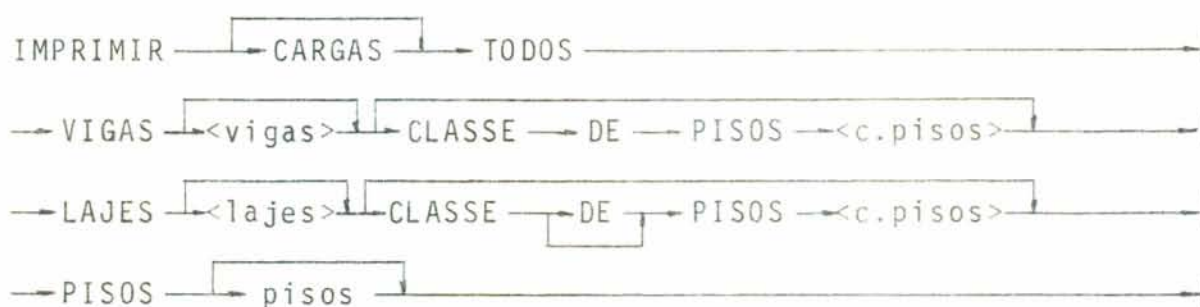 IMPRIMIR CARGAS TODOS
VIGAS <vigas> CLASSE DE PISOS <c.pisos>
LAJES <lajes> CLASSE DE PISOS <c.pisos>
PISOS pisos